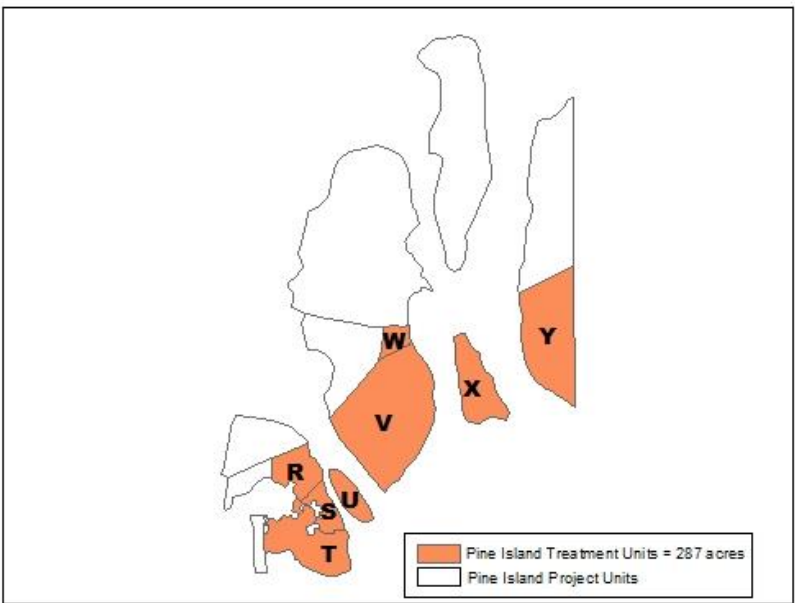 W
Y
X
V
R
U
S
T
Pine Island Treatment Units = 287 acres
Pine Island Project Units